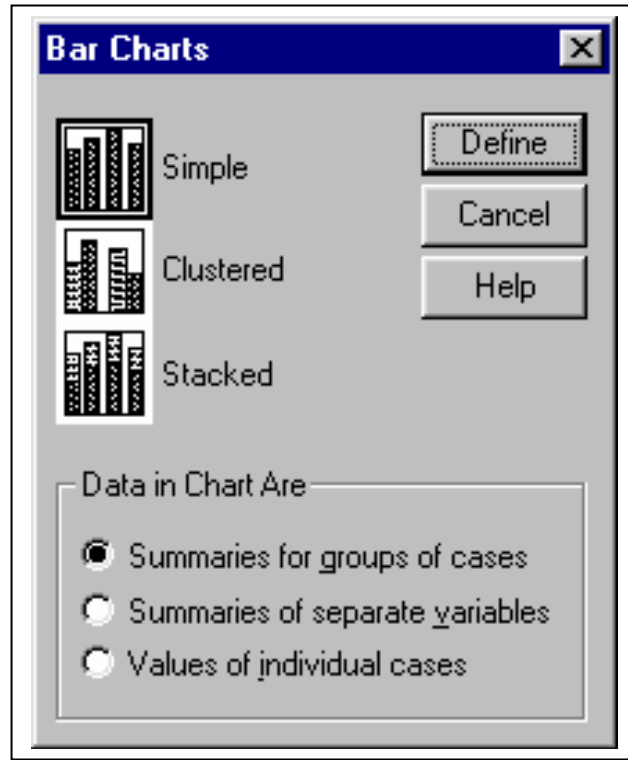 Bar Charts
Simple
Define
Cancel
Clustered
Help
Stacked
Data in Chart Are
Summaries for groups of cases
Summaries of separate variables
Values of individual cases